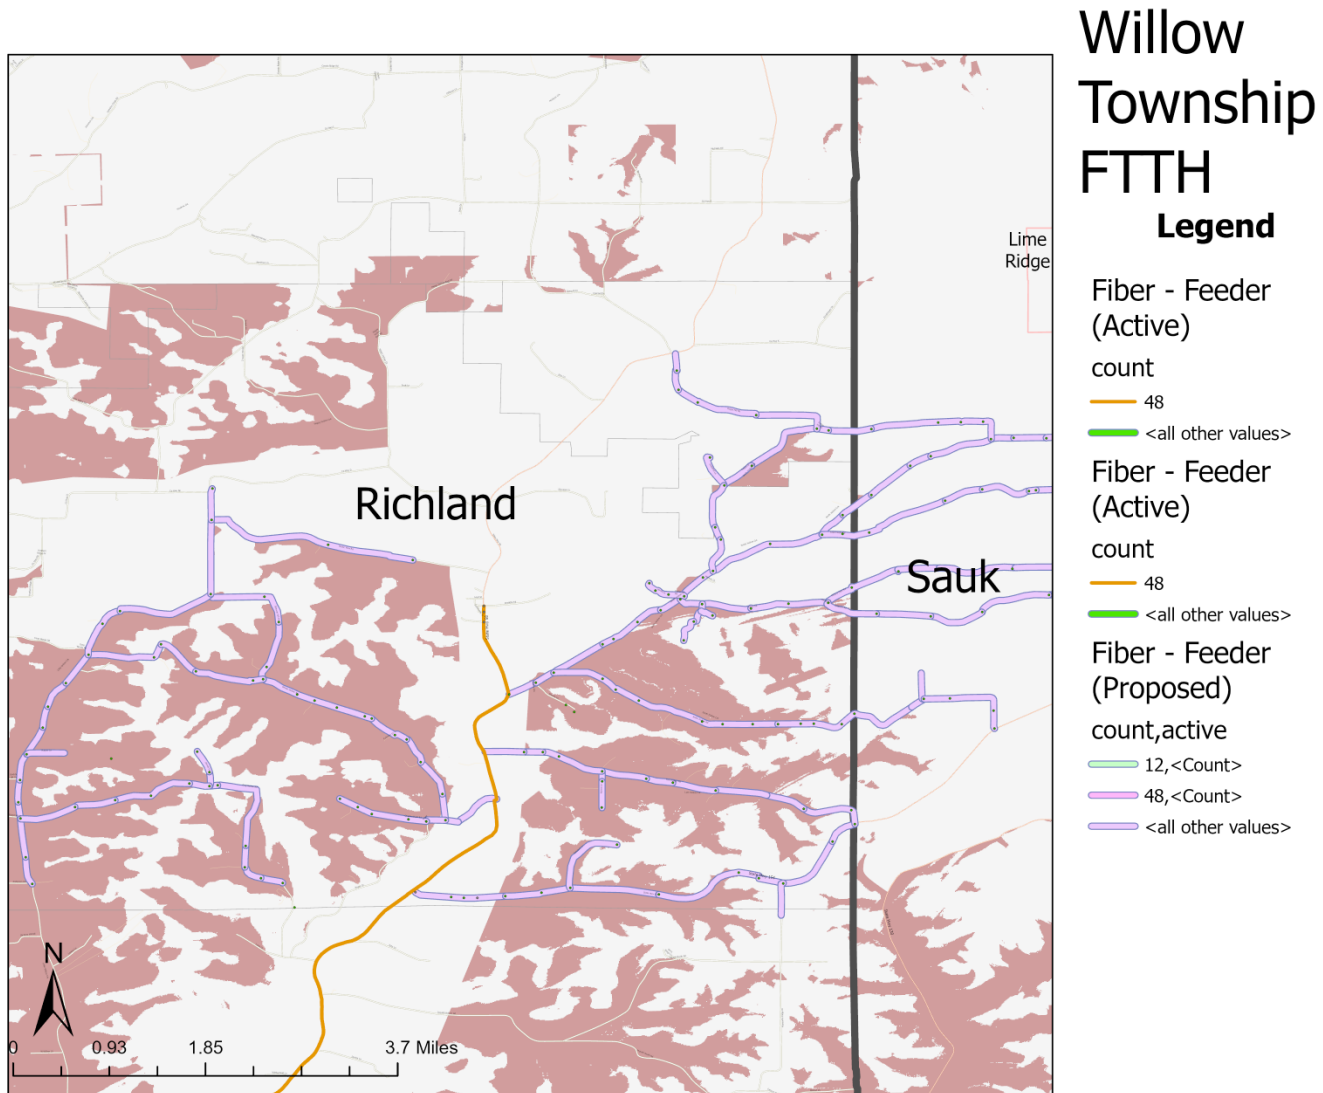 Willow
Township
FTTH
Legend
Fiber - Feeder
(Active)
count
48
<all other values>
Fiber - Feeder
(Active)
count
48
<all other values>
Fiber - Feeder
(Proposed)
count,active
12,<Count>
48,<Count>
<all other values>
Lime
Ridge
Richland
Sauk
N
0 0.93 1.85 3.7 Miles